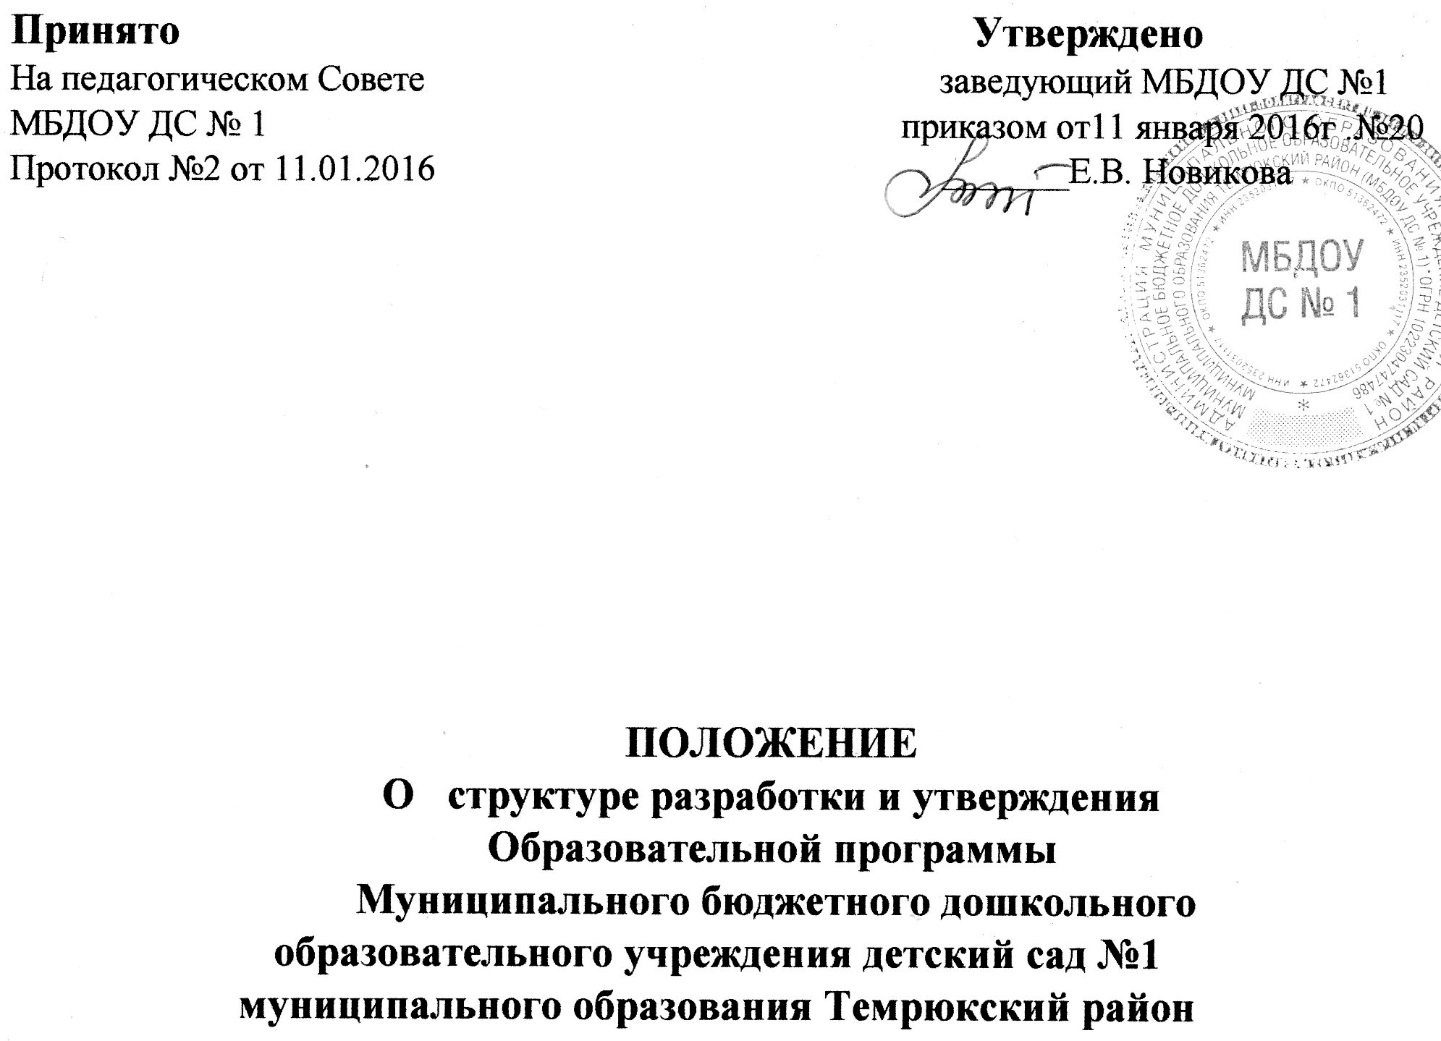 Принято
На педагогическом Совете
МБДОУ ДС № 1
Протокол №2 от 11.01.2016
Утверждено
заведующий МБДОУ ДС №1
приказом от11 января 2016г .№20
Е.В. Новикова
МБДОУ
ДС № 1
ПОЛОЖЕНИЕ
О структуре разработки и утверждения
Образовательной программы
Муниципального бюджетного дошкольного
образовательного учреждения детский сад №1
муниципального образования Темрюкский район